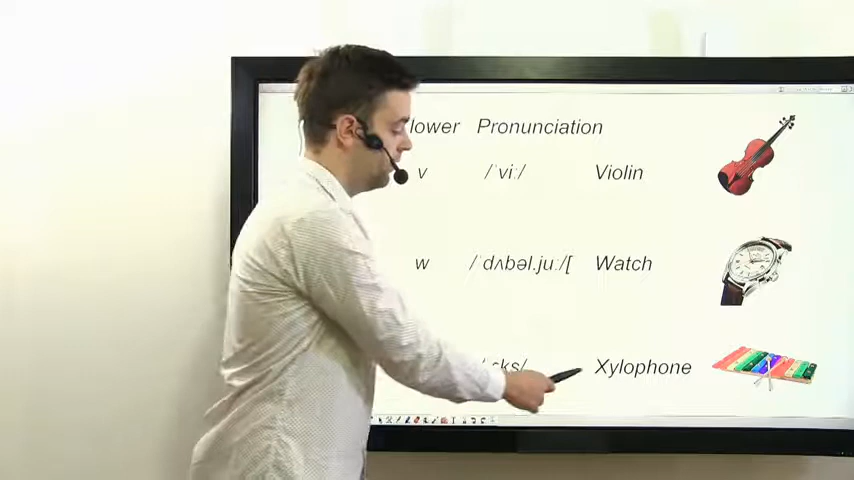 lower Pronunciation
v /ˈviː/ Violin
w /ˈdʌbəl.juː/[ Watch
ks/ Xylophone